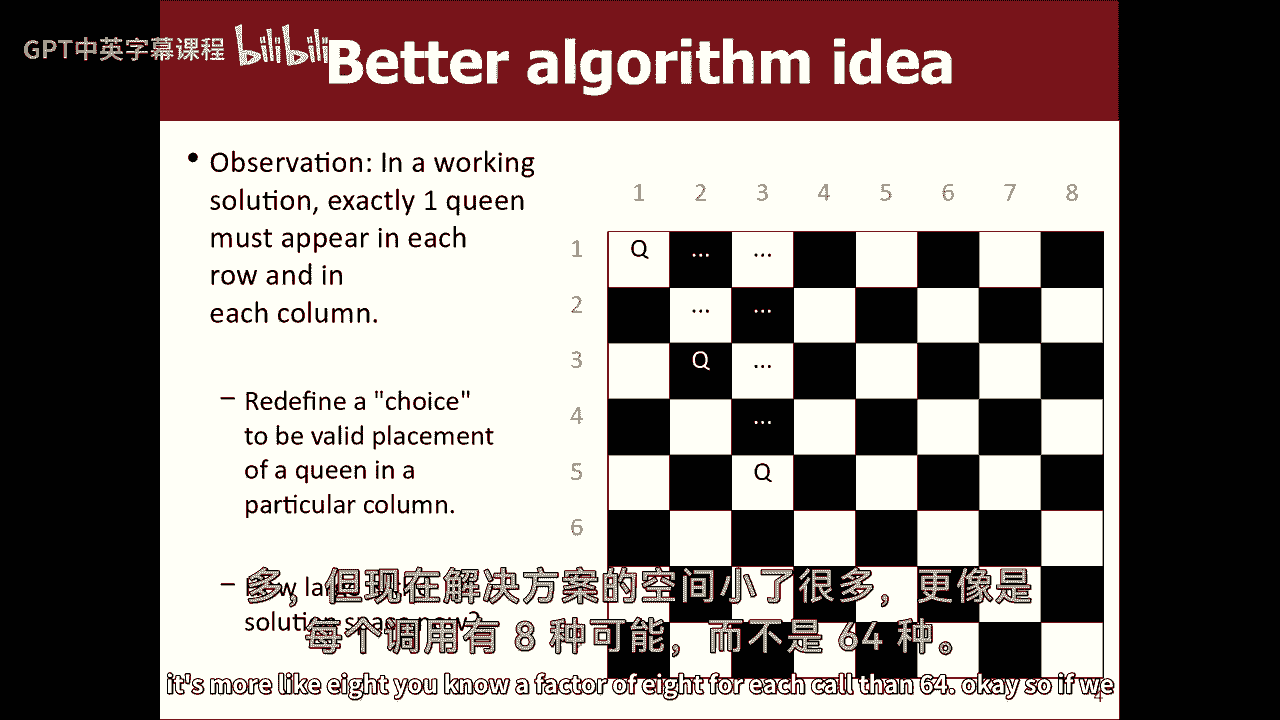 GPT中英字幕课程 bilibili
Better algorithm idea
• Observation: In a working
solution, exactly 1 queen
must appear in each
row and in
each column.
– Redefine a "choice"
to be valid placement
of a queen in a
particular column.
1 2 3 4 5 6 7 8
1 Q ... ...
2 ... ...
3 Q ...
4 ...
5 Q
6
多，但现在解决方案的空间小了很多，更像是
每个调用有 8 种可能，而不是 64 种。
it's more like eight you know a factor of eight for each call than 64. okay so if we
4